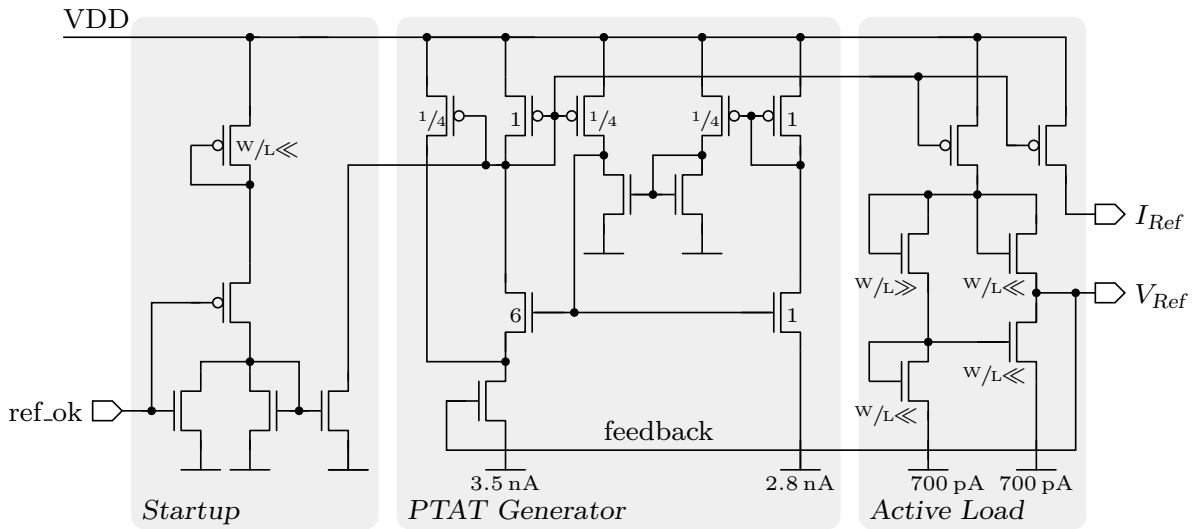 VDD
1/4
1
1/4
1/4
1
W/L≪
I_Ref
W/L≫
W/L≪
V_Ref
6
1
W/L≪
W/L≪
ref_ok
feedback
3.5 nA
2.8 nA
700 pA
700 pA
Startup
PTAT Generator
Active Load